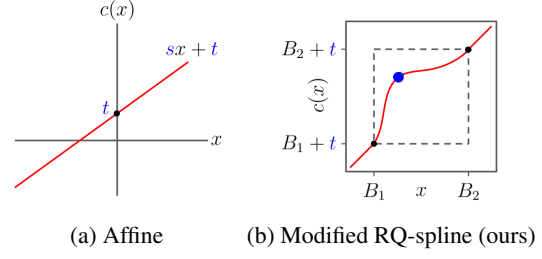 c(x)
sx + t
t
x
(a) Affine
B₂ + t
c(x)
B₁ + t
B₁ x B₂
(b) Modified RQ-spline (ours)